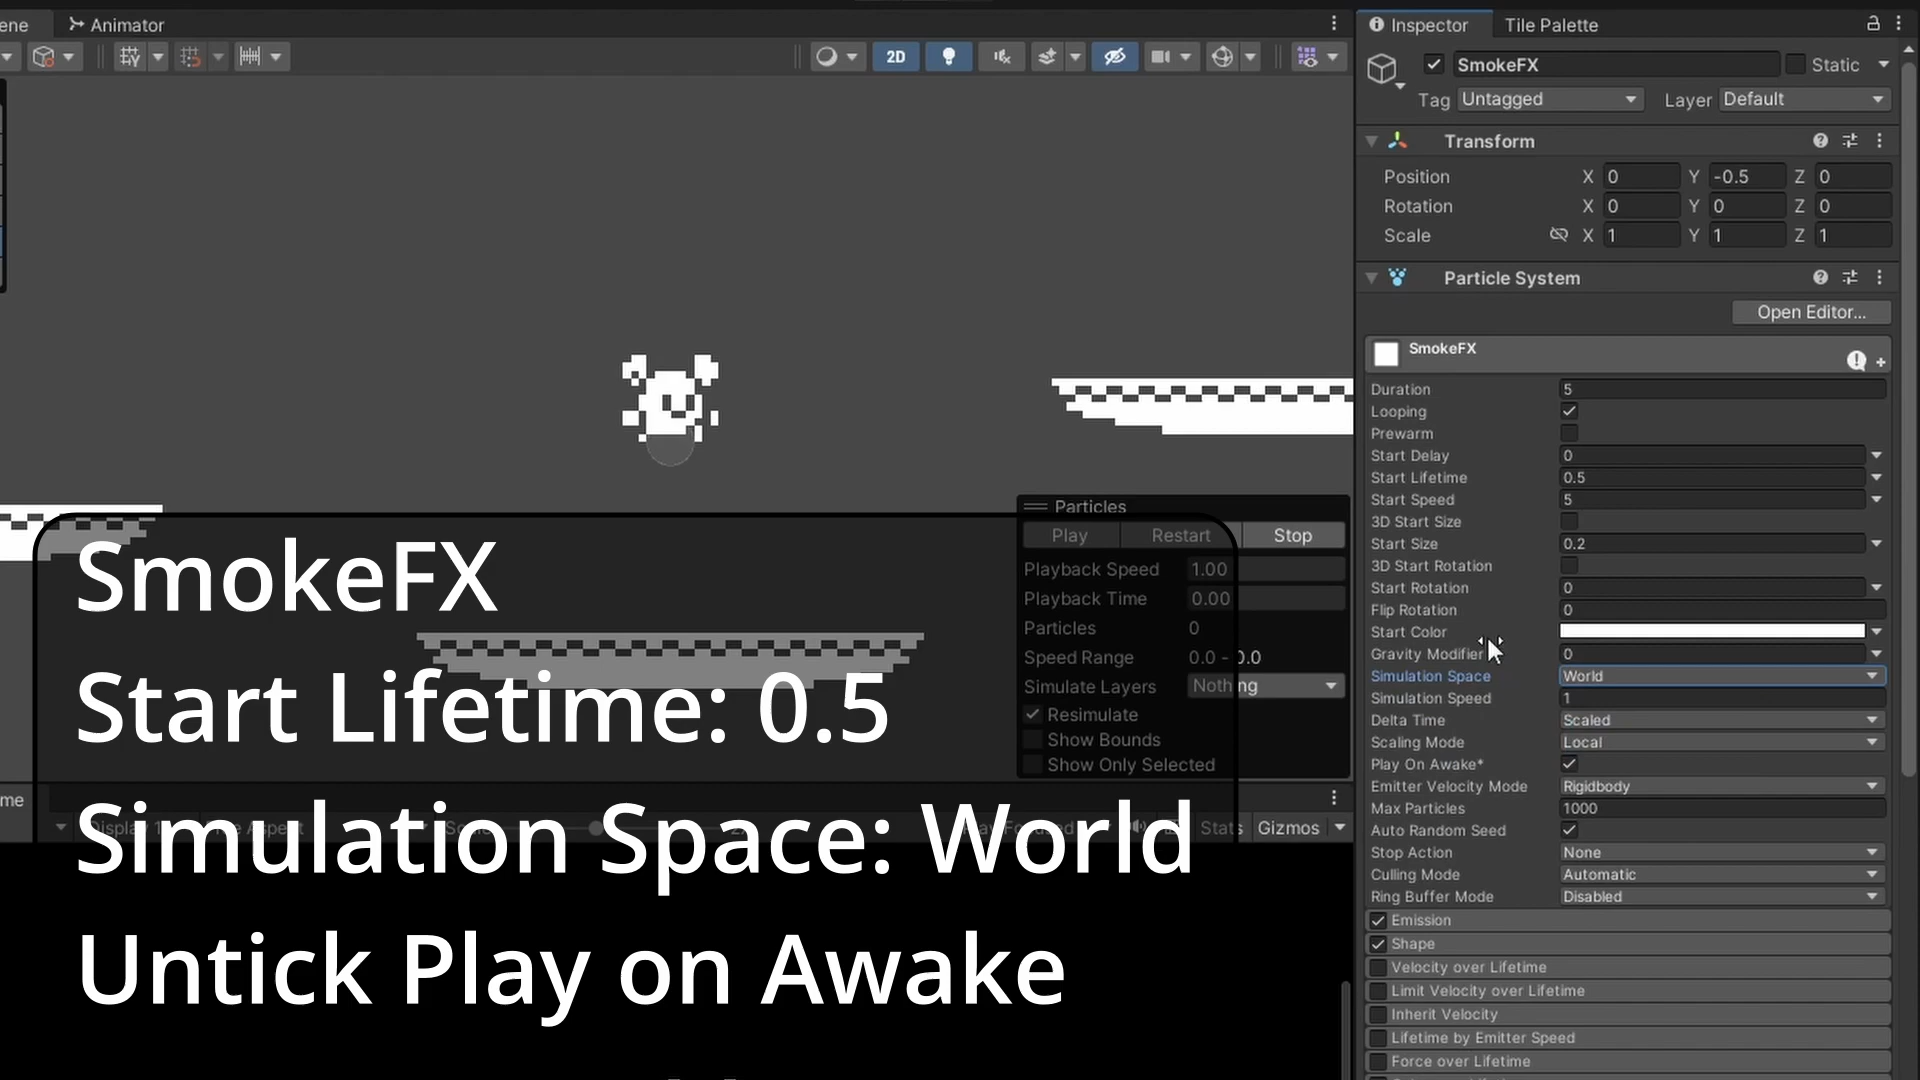 ene
Animator
2D
Inspector
Tile Palette
SmokeFX
Static
Tag Untagged
Layer Default
Transform
Position X 0 Y -0.5 Z 0
Rotation X 0 Y 0 Z 0
Scale X 1 Y 1 Z 1
Particle System
Open Editor...
SmokeFX
Duration 5
Looping
Prewarm
Start Delay 0
Start Lifetime 0.5
Start Speed 5
3D Start Size
Start Size 0.2
3D Start Rotation
Start Rotation 0
Flip Rotation 0
Start Color
Gravity Modifier 0
Simulation Space World
Simulation Speed 1
Delta Time Scaled
Scaling Mode Local
Play On Awake*
Emitter Velocity Mode Rigidbody
Max Particles 1000
Auto Random Seed
Stop Action None
Culling Mode Automatic
Ring Buffer Mode Disabled
Emission
Shape
Velocity over Lifetime
Limit Velocity over Lifetime
Inherit Velocity
Lifetime by Emitter Speed
Force over Lifetime
Particles
Play Restart Stop
Playback Speed 1.00
Playback Time 0.00
Particles 0
Speed Range 0.0 - 0.0
Simulate Layers Nothing
Resimulate
Show Bounds
Show Only Selected
me
Stats Gizmos
SmokeFX
Start Lifetime: 0.5
Simulation Space: World
Untick Play on Awake